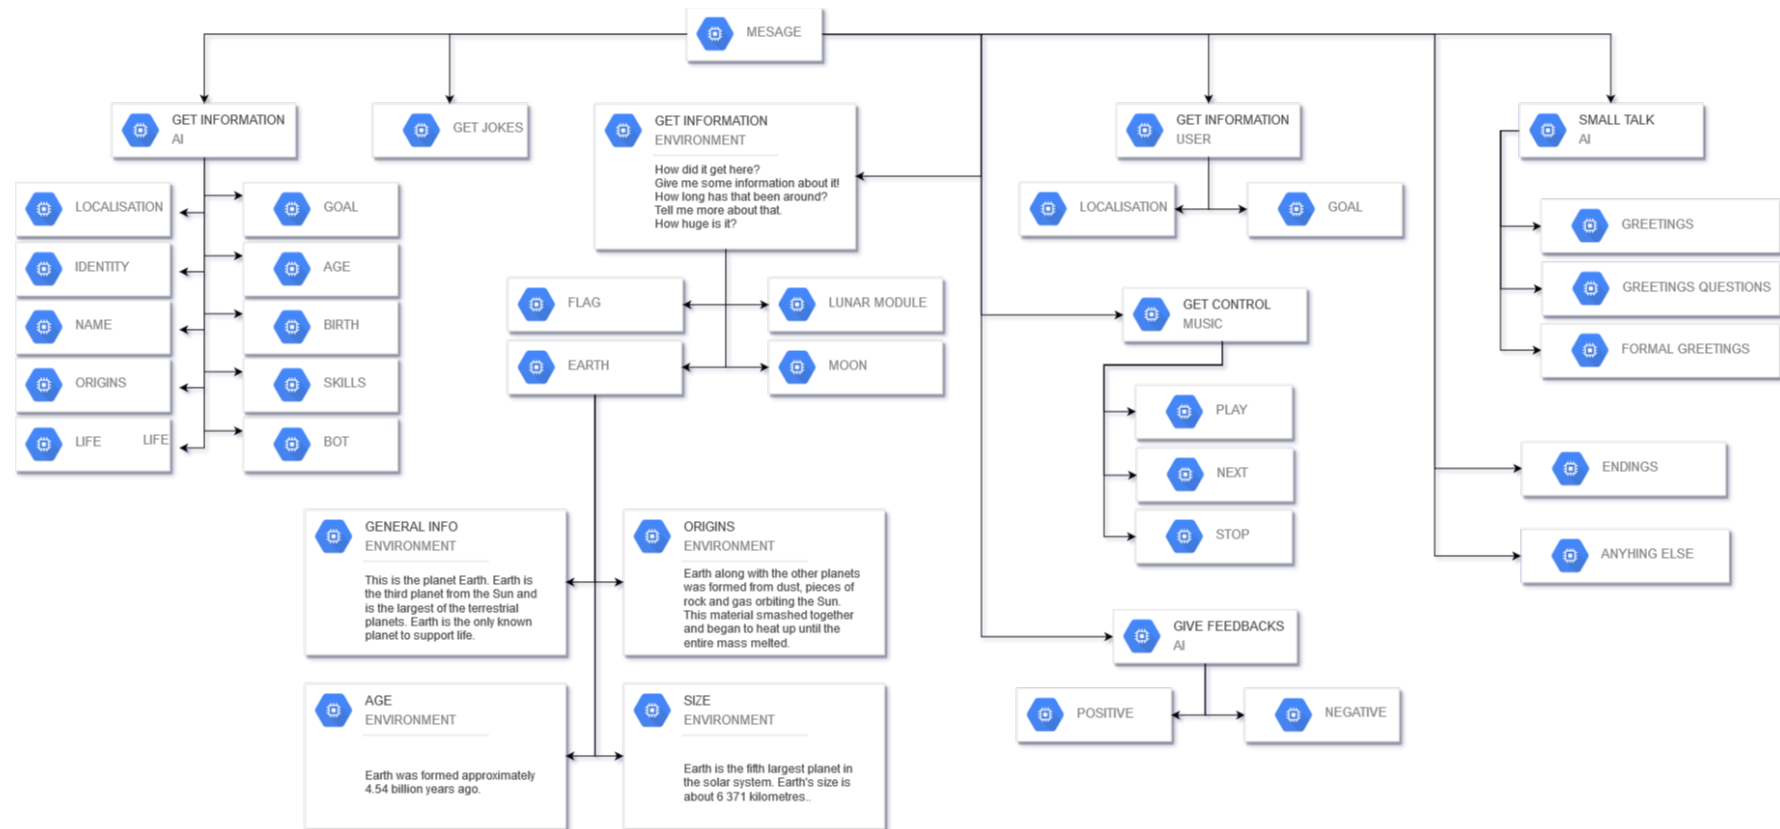 MESAGE
GET INFORMATION
AI
GET JOKES
GET INFORMATION
ENVIRONMENT
How did it get here?
Give me some information about it!
How long has that been around?
Tell me more about that.
How huge is it?
GET INFORMATION
USER
SMALL TALK
AI
LOCALISATION
GOAL
IDENTITY
AGE
NAME
BIRTH
ORIGINS
SKILLS
LIFE
LIFE
BOT
FLAG
LUNAR MODULE
EARTH
MOON
LOCALISATION
GOAL
GET CONTROL
MUSIC
PLAY
NEXT
STOP
GREETINGS
GREETINGS QUESTIONS
FORMAL GREETINGS
ENDINGS
ANYHING ELSE
GENERAL INFO
ENVIRONMENT
This is the planet Earth. Earth is
the third planet from the Sun and
is the largest of the terrestrial
planets. Earth is the only known
planet to support life.
ORIGINS
ENVIRONMENT
Earth along with the other planets
was formed from dust, pieces of
rock and gas orbiting the Sun.
This material smashed together
and began to heat up until the
entire mass melted.
GIVE FEEDBACKS
AI
POSITIVE
NEGATIVE
AGE
ENVIRONMENT
Earth was formed approximately
4.54 billion years ago.
SIZE
ENVIRONMENT
Earth is the fifth largest planet in
the solar system. Earth's size is
about 6 371 kilometres..